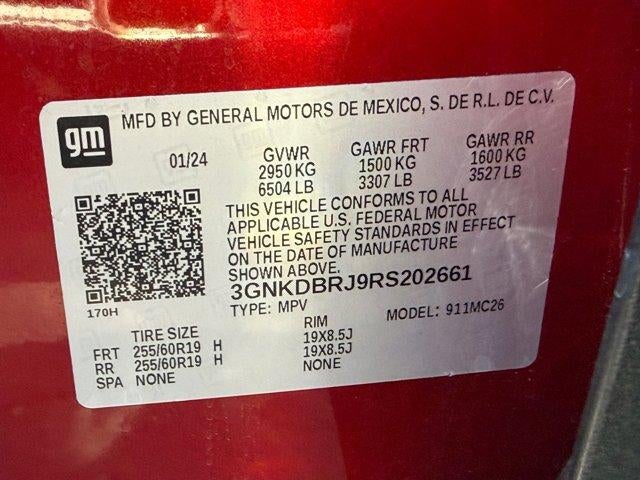 gm
MFD BY GENERAL MOTORS DE MEXICO, S. DE R.L. DE C.V.
01/24 GVWR GAWR FRT GAWR RR
2950 KG 1500 KG 1600 KG
6504 LB 3307 LB 3527 LB
THIS VEHICLE CONFORMS TO ALL
APPLICABLE U.S. FEDERAL MOTOR
VEHICLE SAFETY STANDARDS IN EFFECT
ON THE DATE OF MANUFACTURE
SHOWN ABOVE.
3GNKDBRJ9RS202661
170H TYPE: MPV MODEL: 911MC26
TIRE SIZE RIM
FRT 255/60R19 H 19X8.5J
RR 255/60R19 H 19X8.5J
SPA NONE NONE